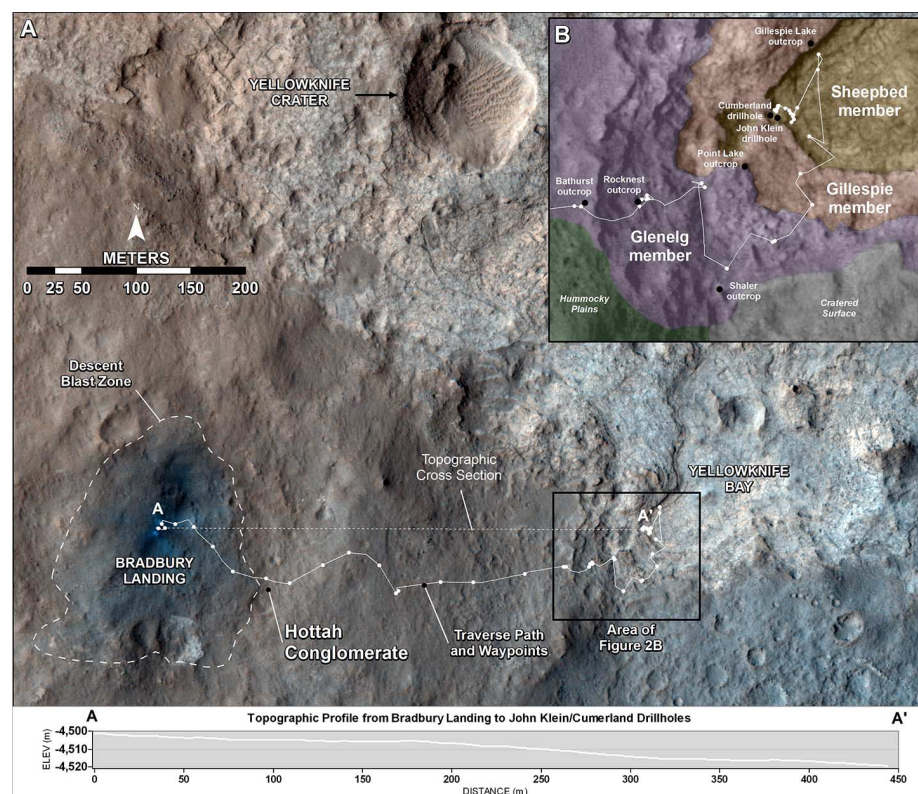 A
YELLOWKNIFE
CRATER
N
METERS
0 25 50 100 150 200
B
Gillespie Lake
outcrop
Sheepbed
member
Cumberland
drillhole
John Klein
drillhole
Point Lake
outcrop
Bathurst
outcrop
Rocknest
outcrop
Gillespie
member
Glenelg
member
Shaler
outcrop
Hummocky
Plains
Cratered
Surface
Descent
Blast Zone
Topographic
Cross Section
YELLOWKNIFE
BAY
A
A'
BRADBURY
LANDING
Hottah
Conglomerate
Traverse Path
and Waypoints
Area of
Figure 2B
A
Topographic Profile from Bradbury Landing to John Klein/Cumerland Drillholes
A'
ELEV (m)
-4,500
-4,510
-4,520
0 50 100 150 200 250 300 350 400 450
DISTANCE (m)